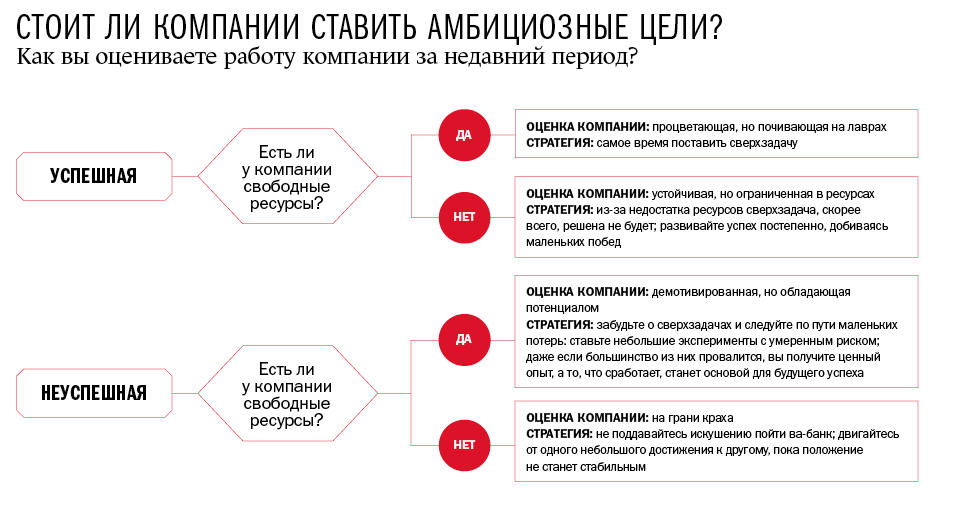 СТОИТ ЛИ КОМПАНИИ СТАВИТЬ АМБИЦИОЗНЫЕ ЦЕЛИ?
Как вы оцениваете работу компании за недавний период?
УСПЕШНАЯ
Есть ли
у компании
свободные
ресурсы?
ДА
ОЦЕНКА КОМПАНИИ: процветающая, но почивающая на лаврах
СТРАТЕГИЯ: самое время поставить сверхзадачу
НЕТ
ОЦЕНКА КОМПАНИИ: устойчивая, но ограниченная в ресурсах
СТРАТЕГИЯ: из-за недостатка ресурсов сверхзадача, скорее
всего, решена не будет; развивайте успех постепенно, добиваясь
маленьких побед
НЕУСПЕШНАЯ
Есть ли
у компании
свободные
ресурсы?
ДА
ОЦЕНКА КОМПАНИИ: демотивированная, но обладающая
потенциалом
СТРАТЕГИЯ: забудьте о сверхзадачах и следуйте по пути маленьких
потерь: ставьте небольшие эксперименты с умеренным риском;
даже если большинство из них провалится, вы получите ценный
опыт, а то, что сработает, станет основой для будущего успеха
НЕТ
ОЦЕНКА КОМПАНИИ: на грани краха
СТРАТЕГИЯ: не поддавайтесь искушению пойти ва-банк; двигайтесь
от одного небольшого достижения к другому, пока положение
не станет стабильным